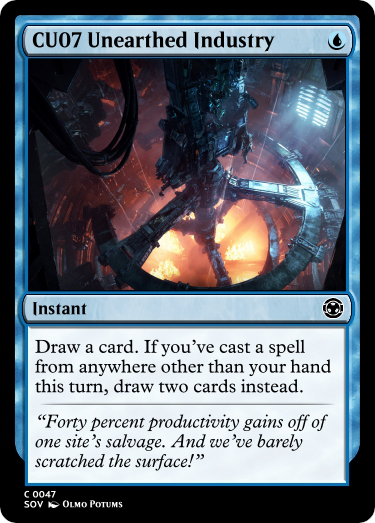 CU07 Unearthed Industry
Instant
Draw a card. If you've cast a spell
from anywhere other than your hand
this turn, draw two cards instead.
“Forty percent productivity gains off of
one site's salvage. And we've barely
scratched the surface!”
C 0047
SOV Olmo Potums